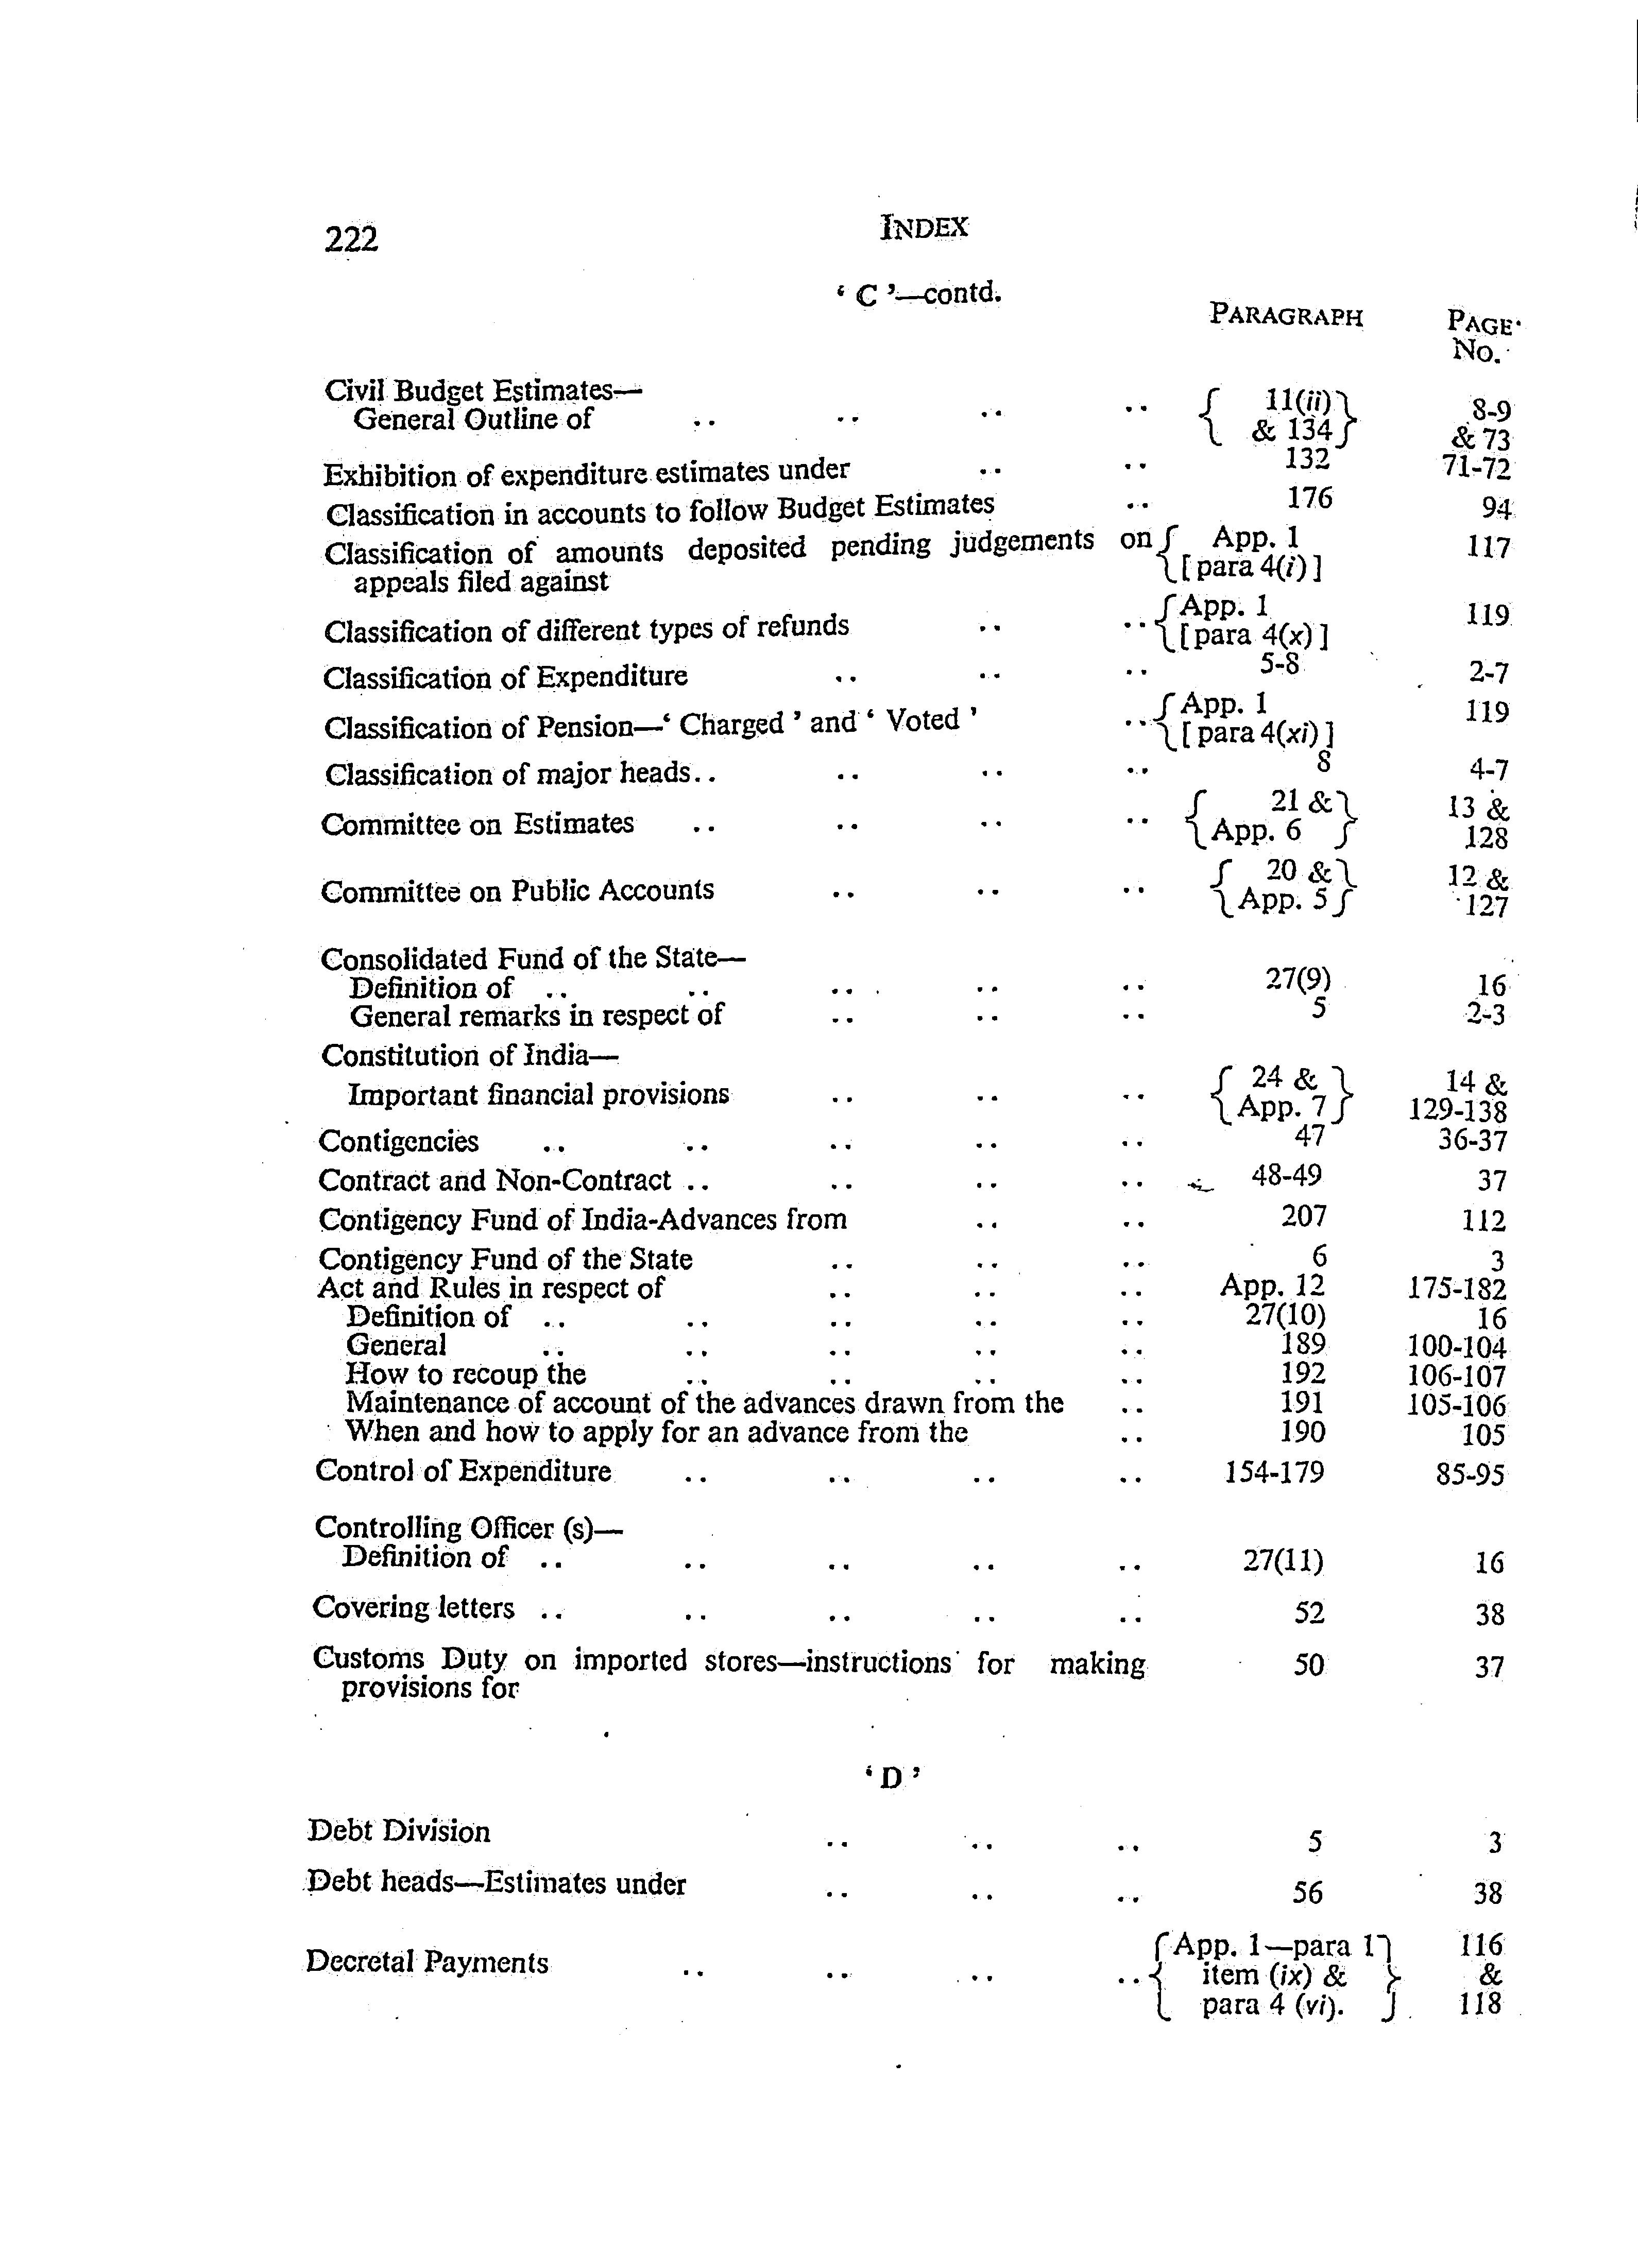 222
INDEX
‘ C ’—contd.
PARAGRAPH PAGE
No.
Civil Budget Estimates—
General Outline of .. .. .. .. { 11(ii) } 8-9
{ & 134 } & 73
Exhibition of expenditure estimates under .. .. 132 71-72
Classification in accounts to follow Budget Estimates .. 176 94
Classification of amounts deposited pending judgements on { App. 1 117
appeals filed against { [ para 4(i) ]
Classification of different types of refunds .. .. { App. 1 119
{ [para 4(x) ]
Classification of Expenditure .. .. .. 5-8 2-7
Classification of Pension—‘ Charged ’ and ‘ Voted ’ .. { App. 1 119
{ [ para 4(xi) ]
Classification of major heads.. .. .. .. 8 4-7
Committee on Estimates .. .. .. .. { 21 & } 13 &
{ App. 6 } 128
Committee on Public Accounts .. .. .. { 20 & } 12 &
{ App. 5 } 127
Consolidated Fund of the State—
Definition of .. .. .. .. .. 27(9) 16
General remarks in respect of .. .. .. 5 2-3
Constitution of India—
Important financial provisions .. .. .. { 24 & } 14 &
{ App. 7 } 129-138
Contigencies .. .. .. .. .. 47 36-37
Contract and Non-Contract .. .. .. .. 48-49 37
Contigency Fund of India-Advances from .. .. 207 112
Contigency Fund of the State .. .. .. 6 3
Act and Rules in respect of .. .. .. App. 12 175-182
Definition of .. .. .. .. .. 27(10) 16
General .. .. .. .. .. 189 100-104
How to recoup the .. .. .. .. 192 106-107
Maintenance of account of the advances drawn from the .. 191 105-106
When and how to apply for an advance from the .. 190 105
Control of Expenditure .. .. .. .. 154-179 85-95
Controlling Officer (s)—
Definition of .. .. .. .. .. 27(11) 16
Covering letters .. .. .. .. .. 52 38
Customs Duty on imported stores—instructions for making 50 37
provisions for
‘ D ’
Debt Division .. .. .. 5 3
Debt heads—Estimates under .. .. .. 56 38
Decretal Payments .. .. .. .. { App. 1—para 1 } 116
{ item (ix) & } &
{ para 4 (vi). } 118